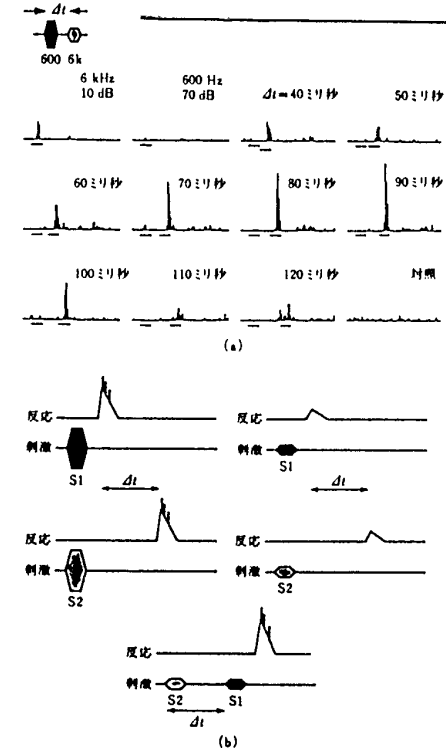 Δt
600 6k
6 kHz
10 dB
600 Hz
70 dB
Δt=40ミリ秒
50ミリ秒
60ミリ秒
70ミリ秒
80ミリ秒
90ミリ秒
100ミリ秒
110ミリ秒
120ミリ秒
対照
(a)
反応
反応
刺激
刺激
S1
S1
Δt
Δt
反応
反応
刺激
刺激
S2
S2
反応
刺激
S2
S1
Δt
(b)